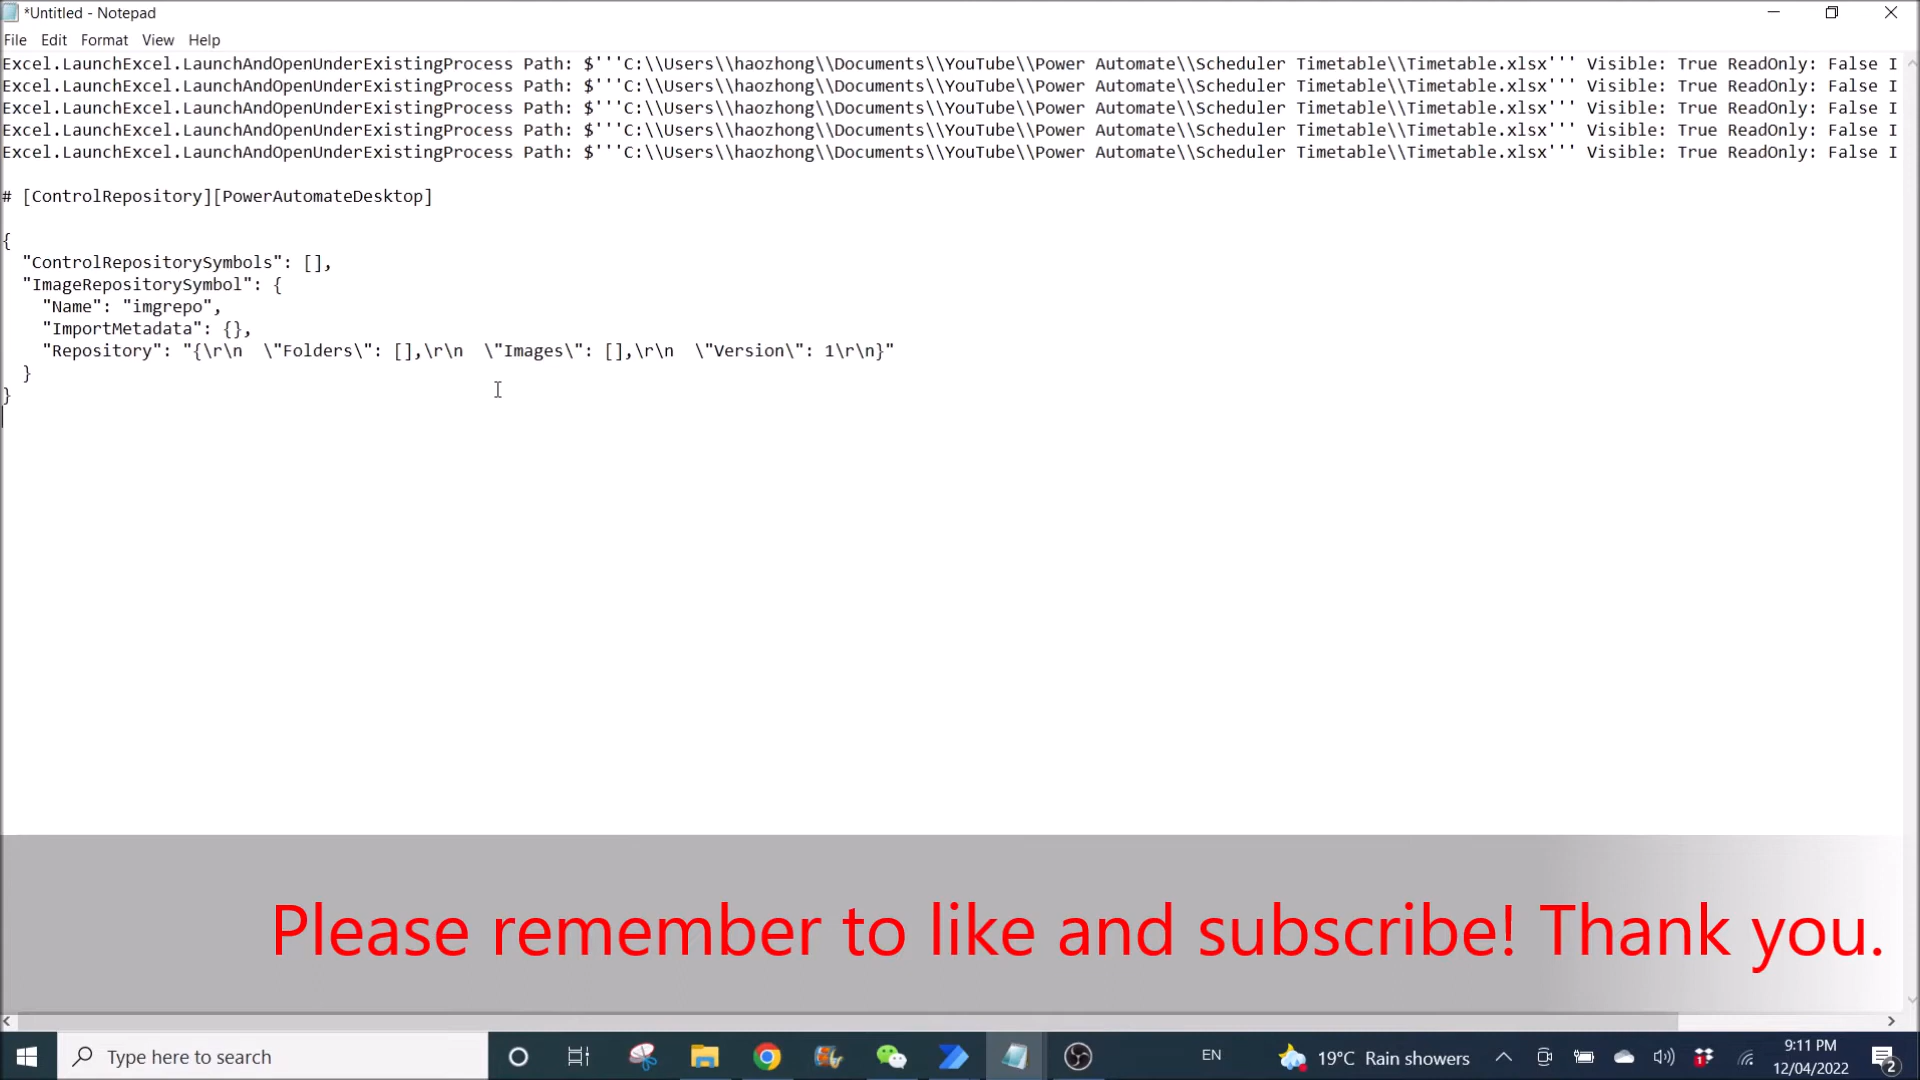 *Untitled - Notepad
File Edit Format View Help
Excel.LaunchExcel.LaunchAndOpenUnderExistingProcess Path: $'''C:\\Users\\haozhong\\Documents\\YouTube\\Power Automate\\Scheduler Timetable\\Timetable.xlsx''' Visible: True ReadOnly: False I
Excel.LaunchExcel.LaunchAndOpenUnderExistingProcess Path: $'''C:\\Users\\haozhong\\Documents\\YouTube\\Power Automate\\Scheduler Timetable\\Timetable.xlsx''' Visible: True ReadOnly: False I
Excel.LaunchExcel.LaunchAndOpenUnderExistingProcess Path: $'''C:\\Users\\haozhong\\Documents\\YouTube\\Power Automate\\Scheduler Timetable\\Timetable.xlsx''' Visible: True ReadOnly: False I
Excel.LaunchExcel.LaunchAndOpenUnderExistingProcess Path: $'''C:\\Users\\haozhong\\Documents\\YouTube\\Power Automate\\Scheduler Timetable\\Timetable.xlsx''' Visible: True ReadOnly: False I
Excel.LaunchExcel.LaunchAndOpenUnderExistingProcess Path: $'''C:\\Users\\haozhong\\Documents\\YouTube\\Power Automate\\Scheduler Timetable\\Timetable.xlsx''' Visible: True ReadOnly: False I
# [ControlRepository][PowerAutomateDesktop]
{
"ControlRepositorySymbols": [],
"ImageRepositorySymbol": {
"Name": "imgrepo",
"ImportMetadata": {},
"Repository": "{\r\n  \"Folders\": [],\r\n  \"Images\": [],\r\n  \"Version\": 1\r\n}"
}
}
Please remember to like and subscribe! Thank you.
Type here to search
EN
19°C Rain showers
9:11 PM
12/04/2022
2